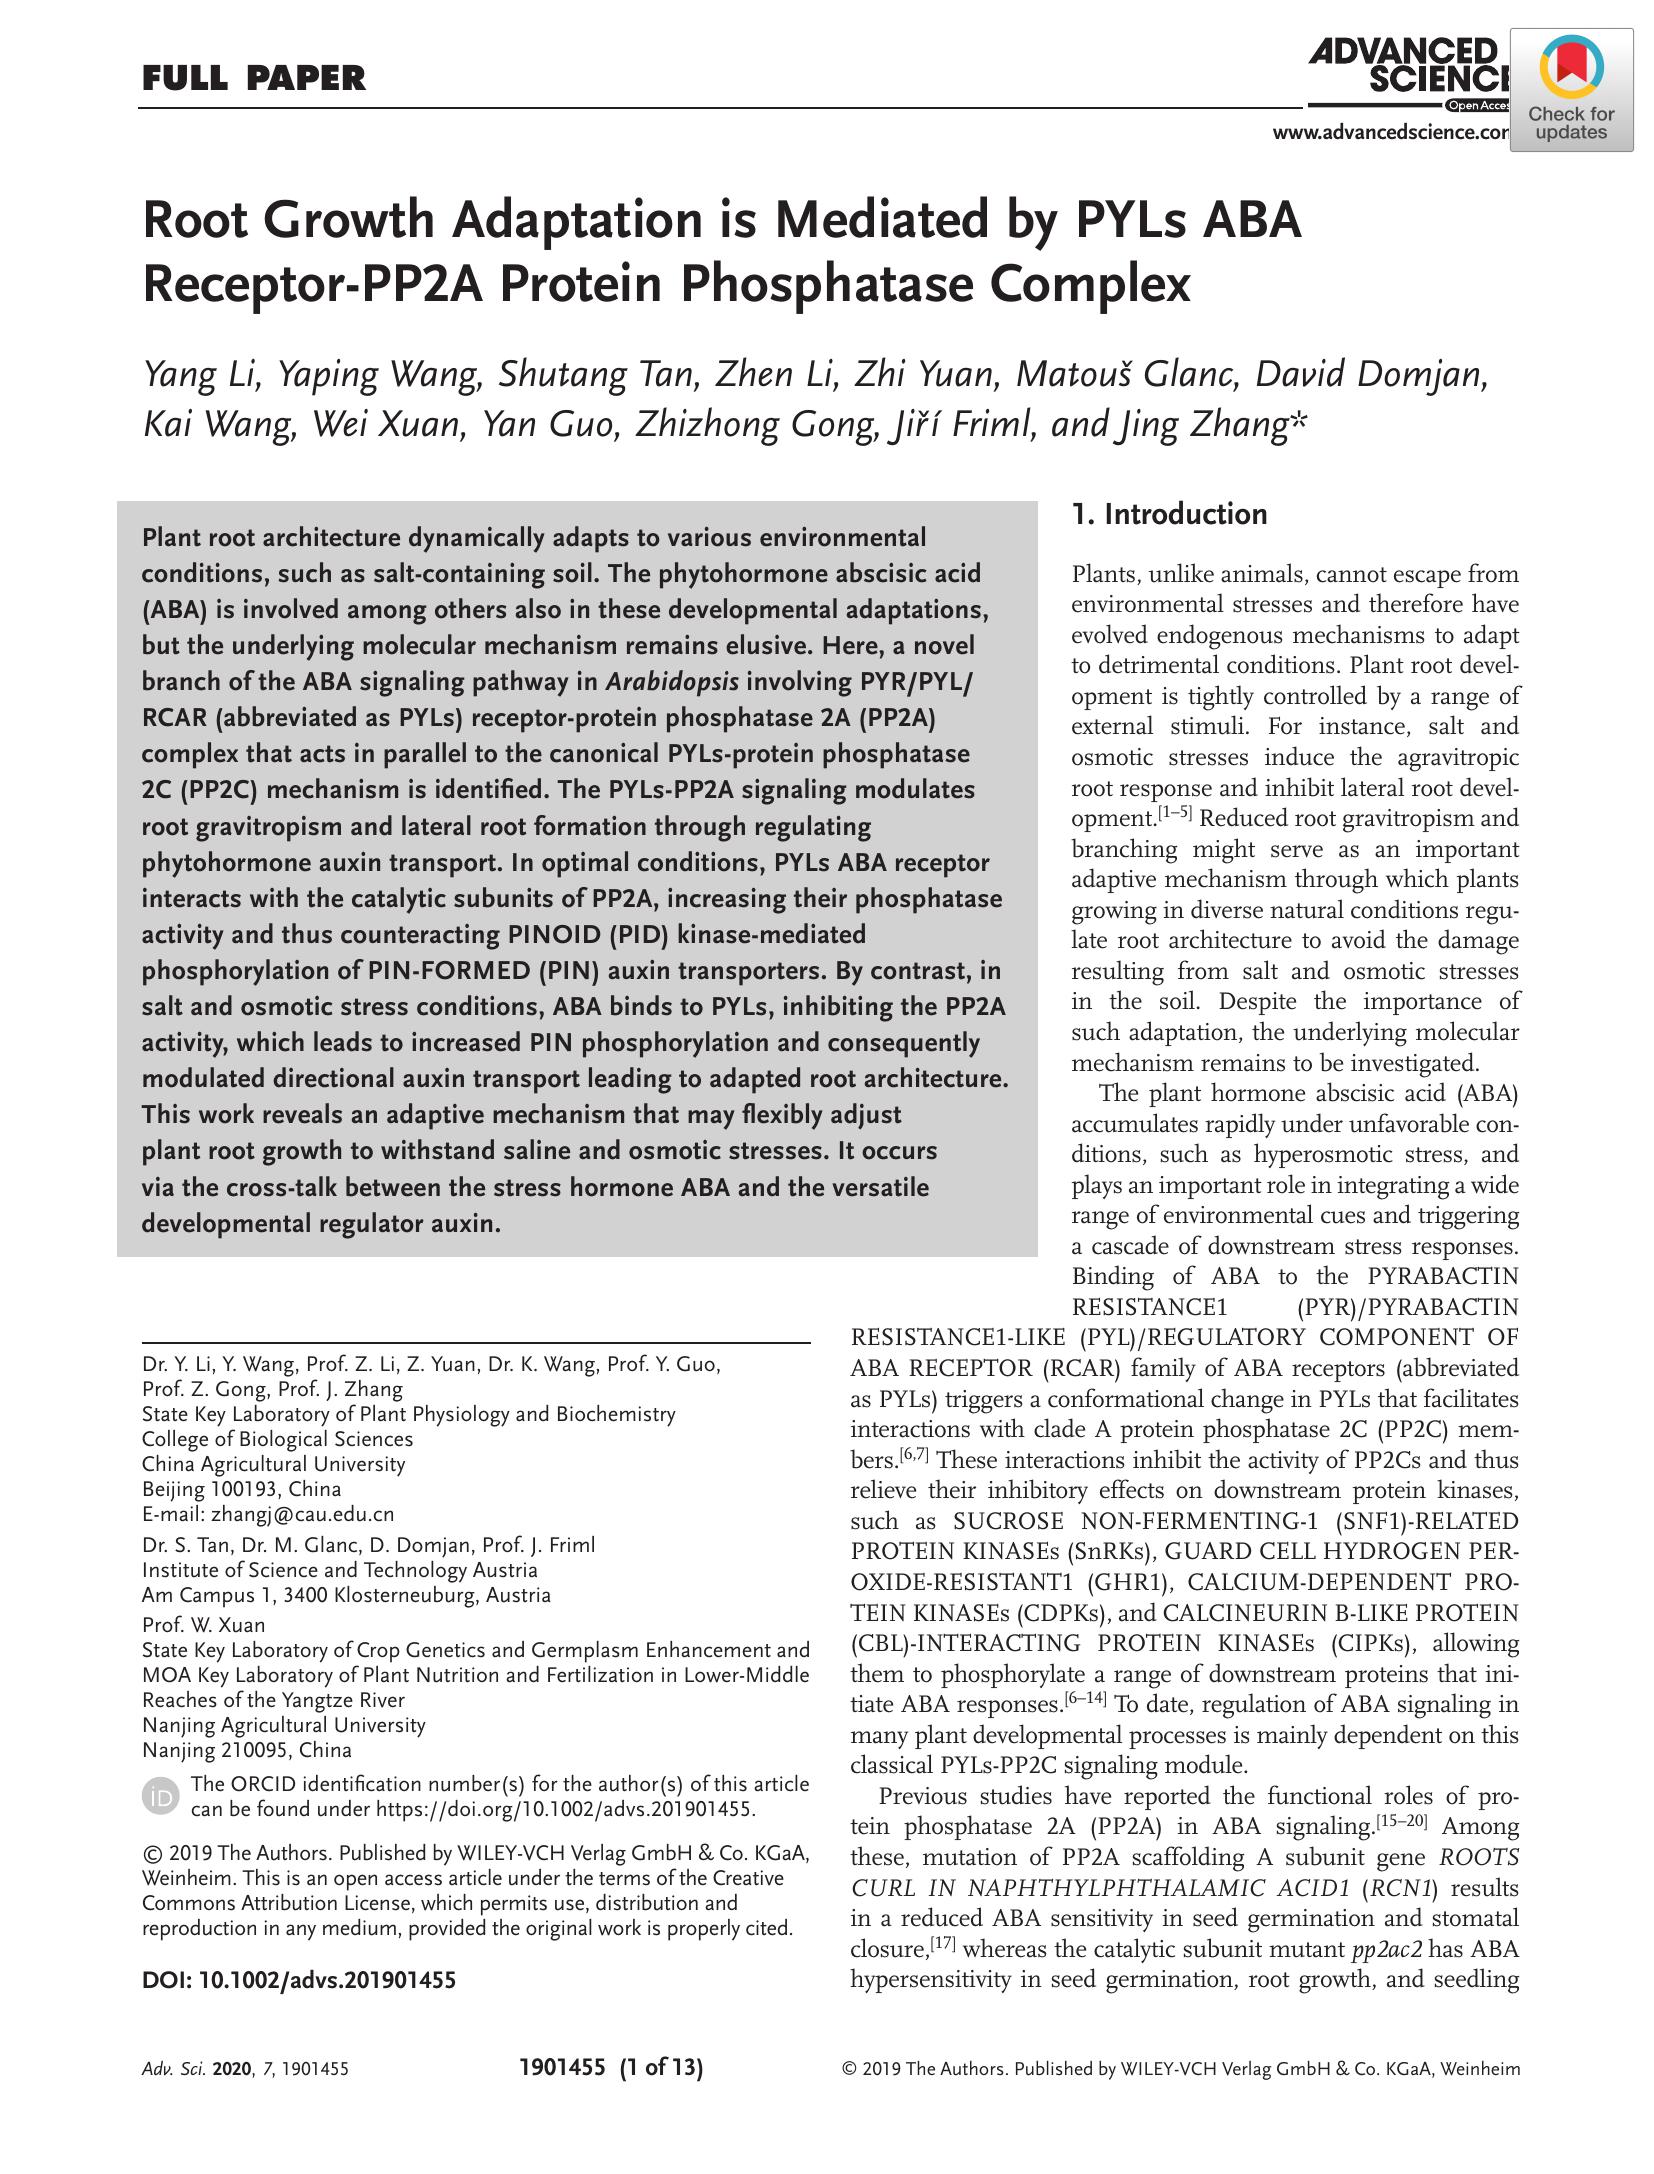 FULL PAPER
ADVANCED
SCIENCE
Open Access
www.advancedscience.com
Check for
updates
Root Growth Adaptation is Mediated by PYLs ABA
Receptor-PP2A Protein Phosphatase Complex
Yang Li, Yaping Wang, Shutang Tan, Zhen Li, Zhi Yuan, Matouš Glanc, David Domjan,
Kai Wang, Wei Xuan, Yan Guo, Zhizhong Gong, Jiří Friml, and Jing Zhang*
Plant root architecture dynamically adapts to various environmental
conditions, such as salt-containing soil. The phytohormone abscisic acid
(ABA) is involved among others also in these developmental adaptations,
but the underlying molecular mechanism remains elusive. Here, a novel
branch of the ABA signaling pathway in Arabidopsis involving PYR/PYL/
RCAR (abbreviated as PYLs) receptor-protein phosphatase 2A (PP2A)
complex that acts in parallel to the canonical PYLs-protein phosphatase
2C (PP2C) mechanism is identified. The PYLs-PP2A signaling modulates
root gravitropism and lateral root formation through regulating
phytohormone auxin transport. In optimal conditions, PYLs ABA receptor
interacts with the catalytic subunits of PP2A, increasing their phosphatase
activity and thus counteracting PINOID (PID) kinase-mediated
phosphorylation of PIN-FORMED (PIN) auxin transporters. By contrast, in
salt and osmotic stress conditions, ABA binds to PYLs, inhibiting the PP2A
activity, which leads to increased PIN phosphorylation and consequently
modulated directional auxin transport leading to adapted root architecture.
This work reveals an adaptive mechanism that may flexibly adjust
plant root growth to withstand saline and osmotic stresses. It occurs
via the cross-talk between the stress hormone ABA and the versatile
developmental regulator auxin.
1. Introduction
Plants, unlike animals, cannot escape from
environmental stresses and therefore have
evolved endogenous mechanisms to adapt
to detrimental conditions. Plant root devel-
opment is tightly controlled by a range of
external stimuli. For instance, salt and
osmotic stresses induce the agravitropic
root response and inhibit lateral root devel-
opment.[1–5] Reduced root gravitropism and
branching might serve as an important
adaptive mechanism through which plants
growing in diverse natural conditions regu-
late root architecture to avoid the damage
resulting from salt and osmotic stresses
in the soil. Despite the importance of
such adaptation, the underlying molecular
mechanism remains to be investigated.
The plant hormone abscisic acid (ABA)
accumulates rapidly under unfavorable con-
ditions, such as hyperosmotic stress, and
plays an important role in integrating a wide
range of environmental cues and triggering
a cascade of downstream stress responses.
Binding of ABA to the PYRABACTIN
RESISTANCE1 (PYR)/PYRABACTIN
RESISTANCE1-LIKE (PYL)/REGULATORY COMPONENT OF
ABA RECEPTOR (RCAR) family of ABA receptors (abbreviated
as PYLs) triggers a conformational change in PYLs that facilitates
interactions with clade A protein phosphatase 2C (PP2C) mem-
bers.[6,7] These interactions inhibit the activity of PP2Cs and thus
relieve their inhibitory effects on downstream protein kinases,
such as SUCROSE NON-FERMENTING-1 (SNF1)-RELATED
PROTEIN KINASEs (SnRKs), GUARD CELL HYDROGEN PER-
OXIDE-RESISTANT1 (GHR1), CALCIUM-DEPENDENT PRO-
TEIN KINASEs (CDPKs), and CALCINEURIN B-LIKE PROTEIN
(CBL)-INTERACTING PROTEIN KINASEs (CIPKs), allowing
them to phosphorylate a range of downstream proteins that ini-
tiate ABA responses.[6–14] To date, regulation of ABA signaling in
many plant developmental processes is mainly dependent on this
classical PYLs-PP2C signaling module.
Previous studies have reported the functional roles of pro-
tein phosphatase 2A (PP2A) in ABA signaling.[15–20] Among
these, mutation of PP2A scaffolding A subunit gene ROOTS
CURL IN NAPHTHYLPHTHALAMIC ACID1 (RCN1) results
in a reduced ABA sensitivity in seed germination and stomatal
closure,[17] whereas the catalytic subunit mutant pp2ac2 has ABA
hypersensitivity in seed germination, root growth, and seedling
Dr. Y. Li, Y. Wang, Prof. Z. Li, Z. Yuan, Dr. K. Wang, Prof. Y. Guo,
Prof. Z. Gong, Prof. J. Zhang
State Key Laboratory of Plant Physiology and Biochemistry
College of Biological Sciences
China Agricultural University
Beijing 100193, China
E-mail: zhangj@cau.edu.cn
Dr. S. Tan, Dr. M. Glanc, D. Domjan, Prof. J. Friml
Institute of Science and Technology Austria
Am Campus 1, 3400 Klosterneuburg, Austria
Prof. W. Xuan
State Key Laboratory of Crop Genetics and Germplasm Enhancement and
MOA Key Laboratory of Plant Nutrition and Fertilization in Lower-Middle
Reaches of the Yangtze River
Nanjing Agricultural University
Nanjing 210095, China
iD The ORCID identification number(s) for the author(s) of this article
can be found under https://doi.org/10.1002/advs.201901455.
© 2019 The Authors. Published by WILEY-VCH Verlag GmbH & Co. KGaA,
Weinheim. This is an open access article under the terms of the Creative
Commons Attribution License, which permits use, distribution and
reproduction in any medium, provided the original work is properly cited.
DOI: 10.1002/advs.201901455
Adv. Sci. 2020, 7, 1901455
1901455 (1 of 13)
© 2019 The Authors. Published by WILEY-VCH Verlag GmbH & Co. KGaA, Weinheim